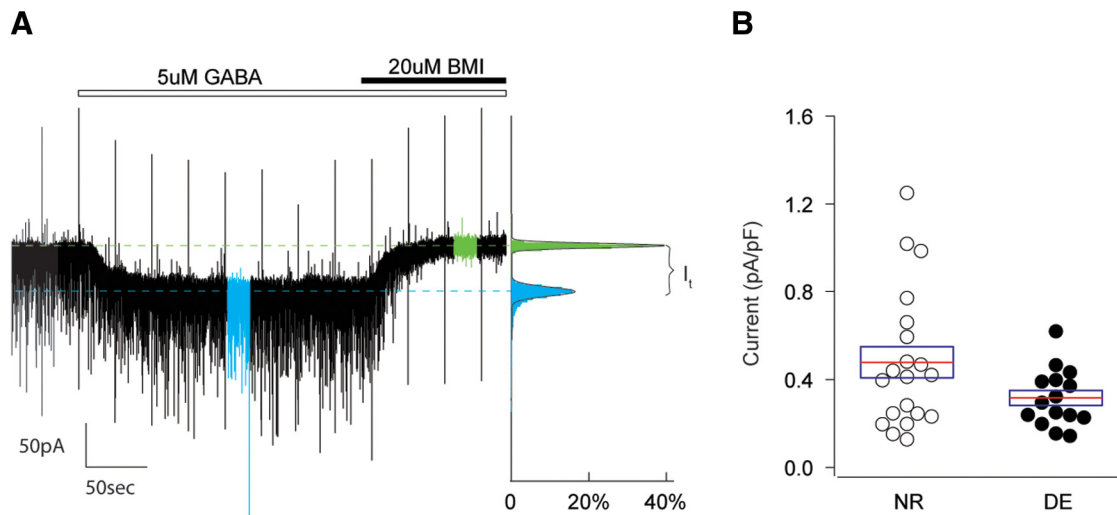 A
B
5uM GABA
20uM BMI
It
50pA
50sec
0 20% 40%
Current (pA/pF)
1.6
1.2
0.8
0.4
0.0
NR DE